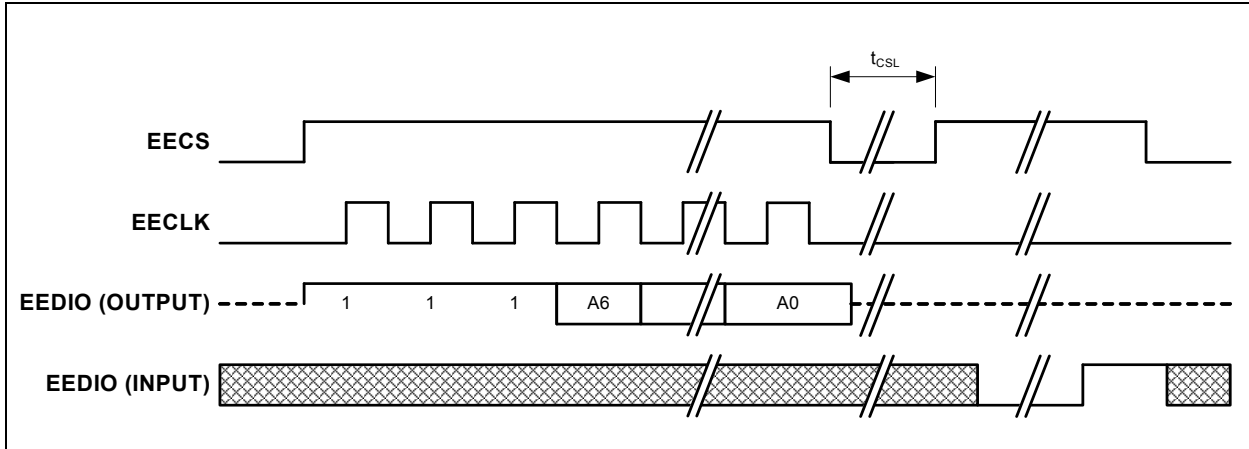 tCSL
EECS
EECLK
EEDIO (OUTPUT)
1 1 1 A6 A0
EEDIO (INPUT)